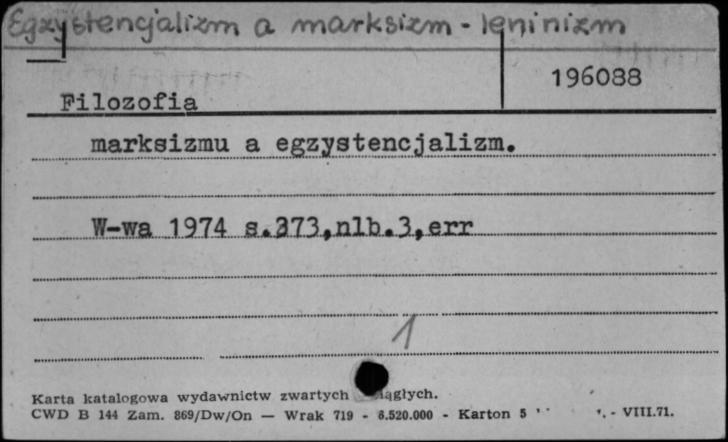 Egzystencjalizm a marksizm - leninizm
196088
Filozofia
marksizmu a egzystencjalizm.
W-wa 1974 s.373,nlb.3,err
1
Karta katalogowa wydawnictw zwartych
CWD B 144 Zam. 869/Dw/On — Wrak 719 - 6.520.000 - Karton 5 - VIII.71.